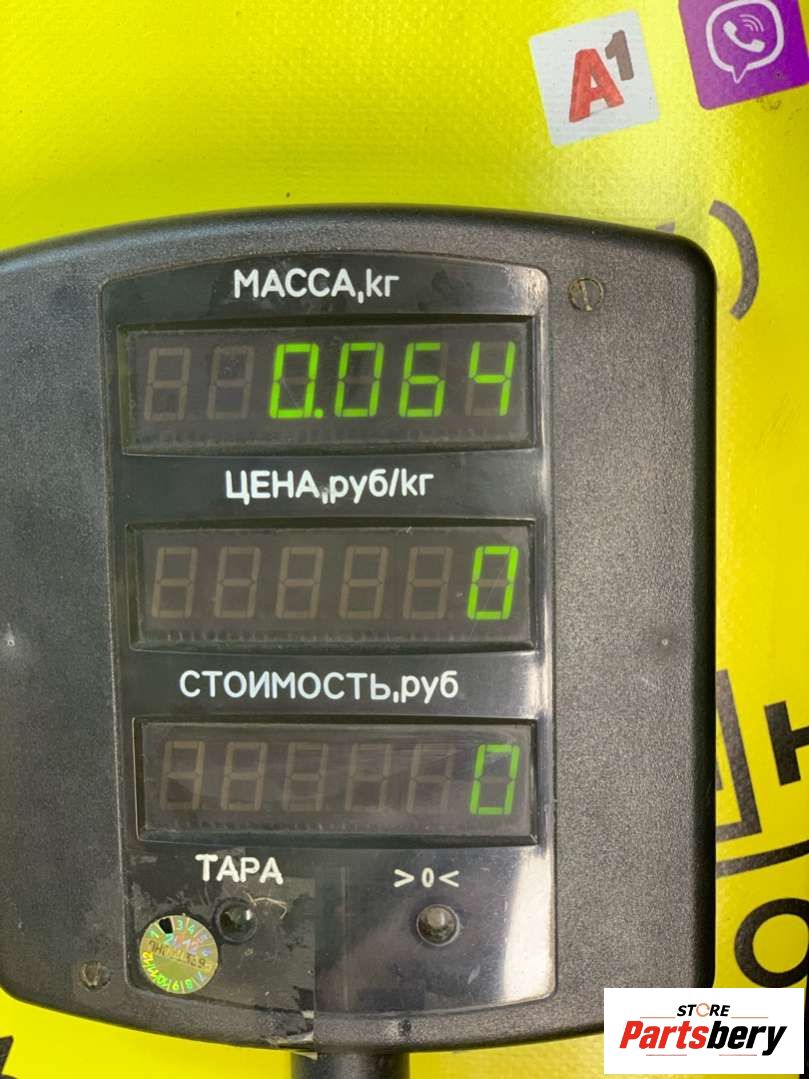 A1
МАССА,кг
0.064
ЦЕНА,руб/кг
0
СТОИМОСТЬ,руб
0
ТАРА
>0<
STORE
Partsbery